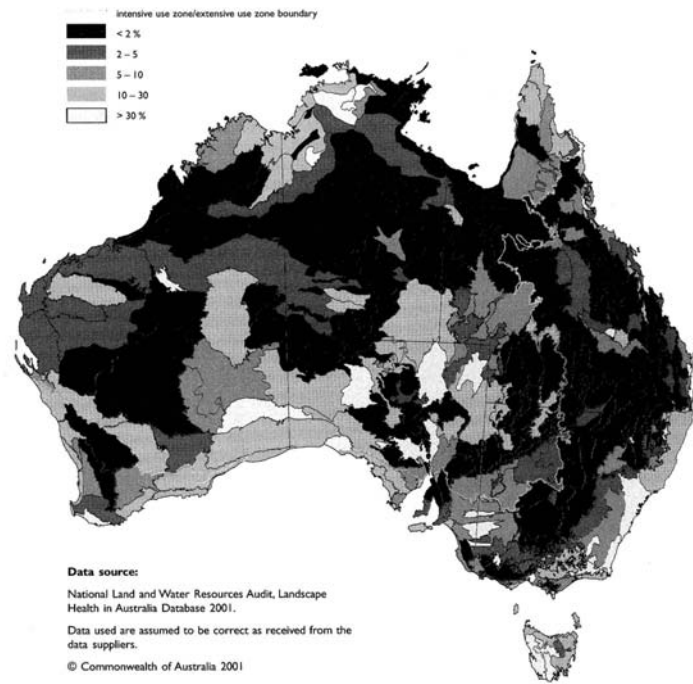 intensive use zone/extensive use zone boundary
< 2 %
2 – 5
5 – 10
10 – 30
> 30 %
Data source:
National Land and Water Resources Audit, Landscape
Health in Australia Database 2001.
Data used are assumed to be correct as received from the
data suppliers.
© Commonwealth of Australia 2001